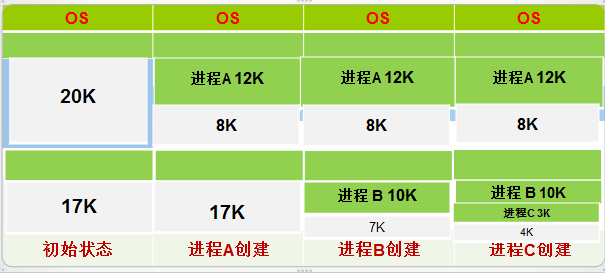 OS OS OS OS
20K 进程A 12K 进程A 12K 进程A 12K
8K 8K 8K
17K 17K 进程 B 10K 进程 B 10K
进程C 3K
7K 4K
初始状态 进程A创建 进程B创建 进程C创建